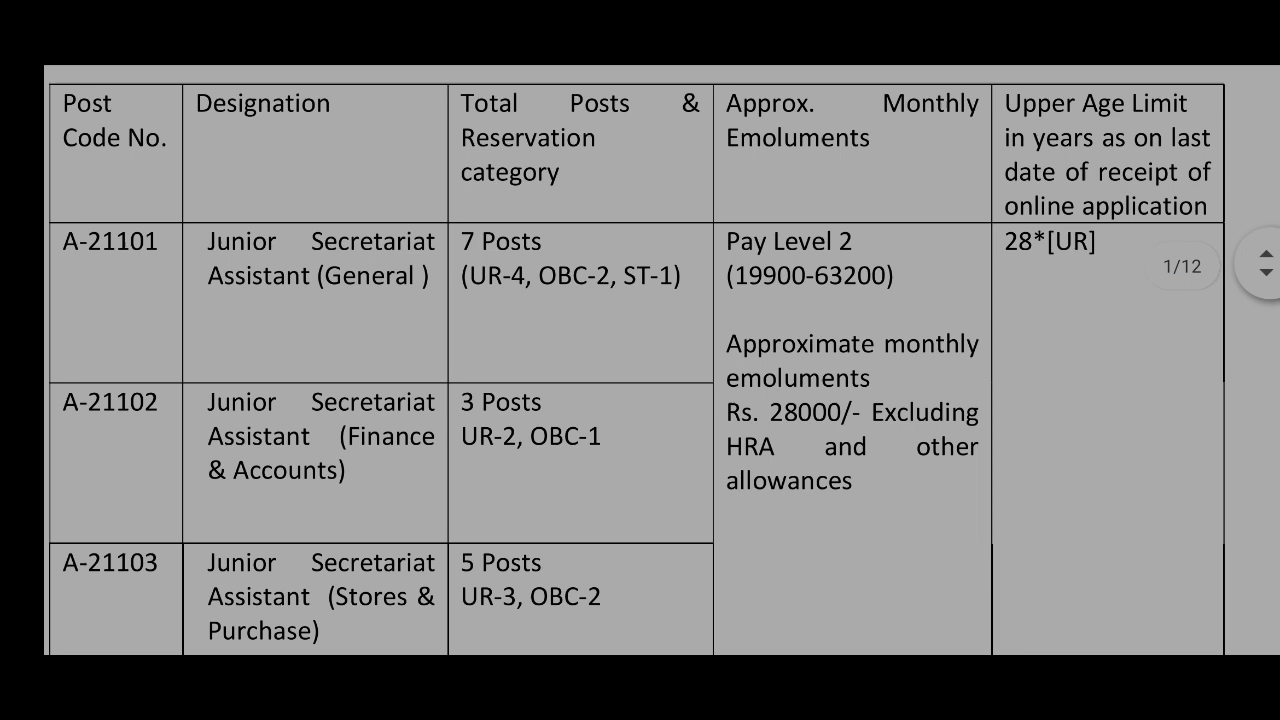 Post
Code No.
Designation
Total Posts &
Reservation
category
Approx. Monthly
Emoluments
Upper Age Limit
in years as on last
date of receipt of
online application
A-21101
Junior Secretariat
Assistant (General )
7 Posts
(UR-4, OBC-2, ST-1)
Pay Level 2
(19900-63200)
Approximate monthly
emoluments
Rs. 28000/- Excluding
HRA and other
allowances
28*[UR]
1/12
A-21102
Junior Secretariat
Assistant (Finance
& Accounts)
3 Posts
UR-2, OBC-1
A-21103
Junior Secretariat
Assistant (Stores &
Purchase)
5 Posts
UR-3, OBC-2